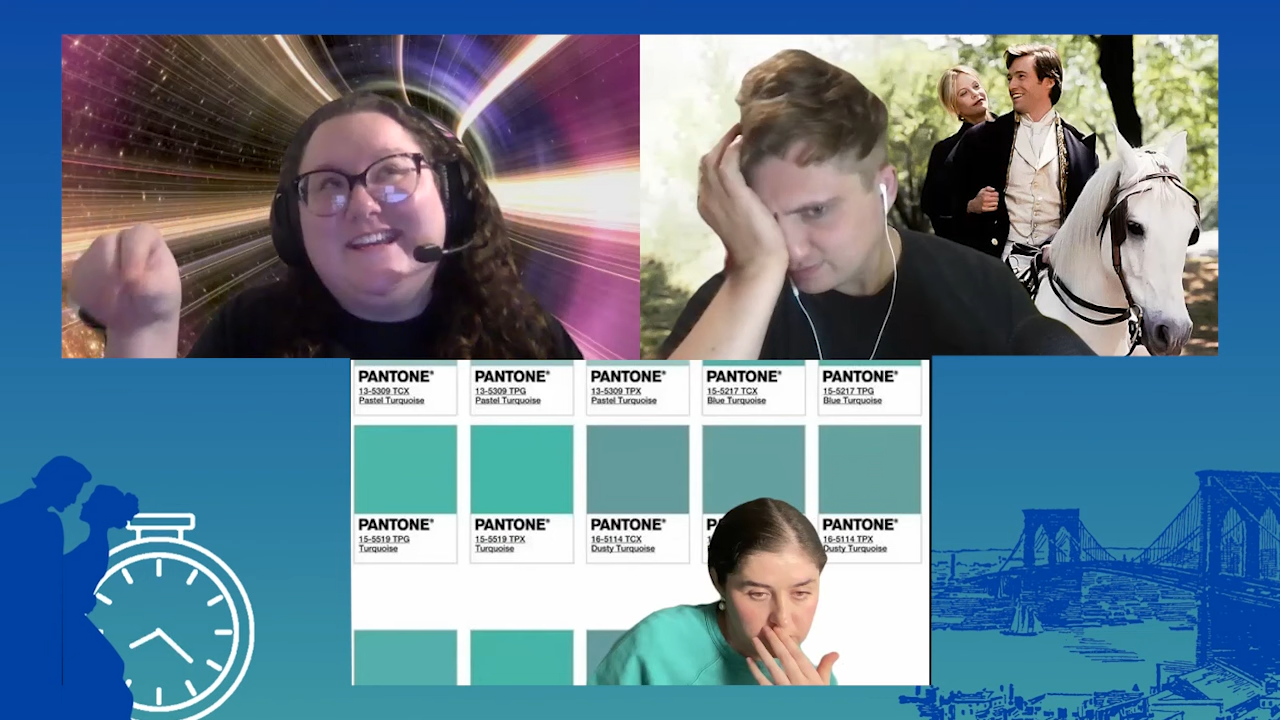 PANTONE®
13-5309 TCX
Pastel Turquoise
PANTONE®
13-5309 TPG
Pastel Turquoise
PANTONE®
13-5309 TPX
Pastel Turquoise
PANTONE®
15-5217 TCX
Blue Turquoise
PANTONE®
15-5217 TPG
Blue Turquoise
PANTONE®
15-5519 TPG
Turquoise
PANTONE®
15-5519 TPX
Turquoise
PANTONE®
16-5114 TCX
Dusty Turquoise
PANTONE®
16-5114 TPX
Dusty Turquoise